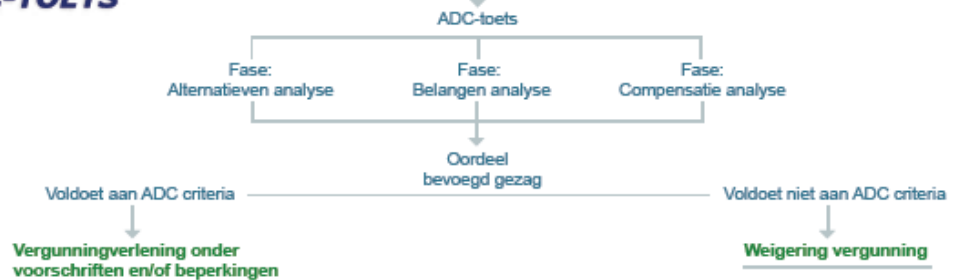 -TOETS
ADC-toets
Fase:
Alternatieven analyse
Fase:
Belangen analyse
Fase:
Compensatie analyse
Oordeel
bevoegd gezag
Voldoet aan ADC criteria
Voldoet niet aan ADC criteria
Vergunningverlening onder
voorschriften en/of beperkingen
Weigering vergunning